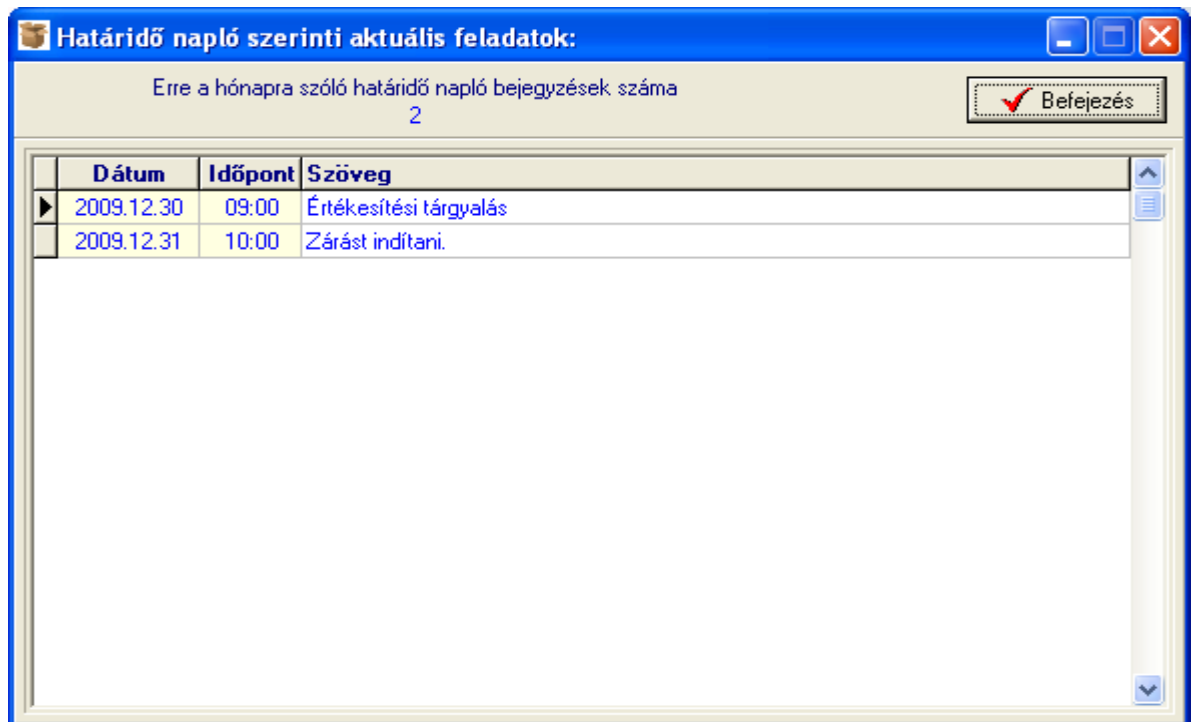 Határidő napló szerinti aktuális feladatok:
Erre a hónapra szóló határidő napló bejegyzések száma
2
Befejezés
Dátum Időpont Szöveg
2009.12.30 09:00 Értékesítési tárgyalás
2009.12.31 10:00 Zárást indítani.